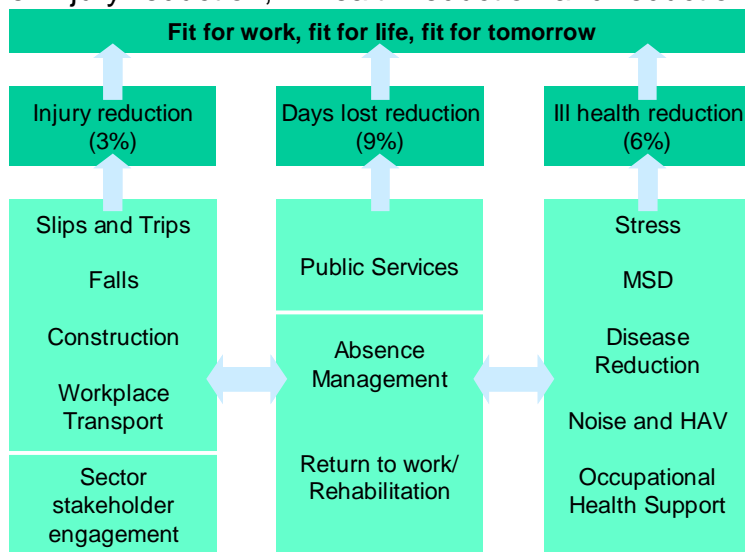 Fit for work, fit for life, fit for tomorrow
Injury reduction
(3%)
Days lost reduction
(9%)
Ill health reduction
(6%)
Slips and Trips
Falls
Construction
Workplace
Transport
Sector
stakeholder
engagement
Public Services
Absence
Management
Return to work/
Rehabilitation
Stress
MSD
Disease
Reduction
Noise and HAV
Occupational
Health Support